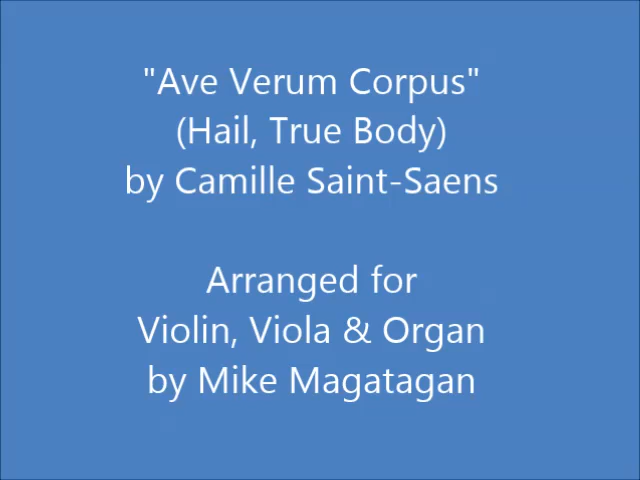 "Ave Verum Corpus"
(Hail, True Body)
by Camille Saint-Saens
Arranged for
Violin, Viola & Organ
by Mike Magatagan